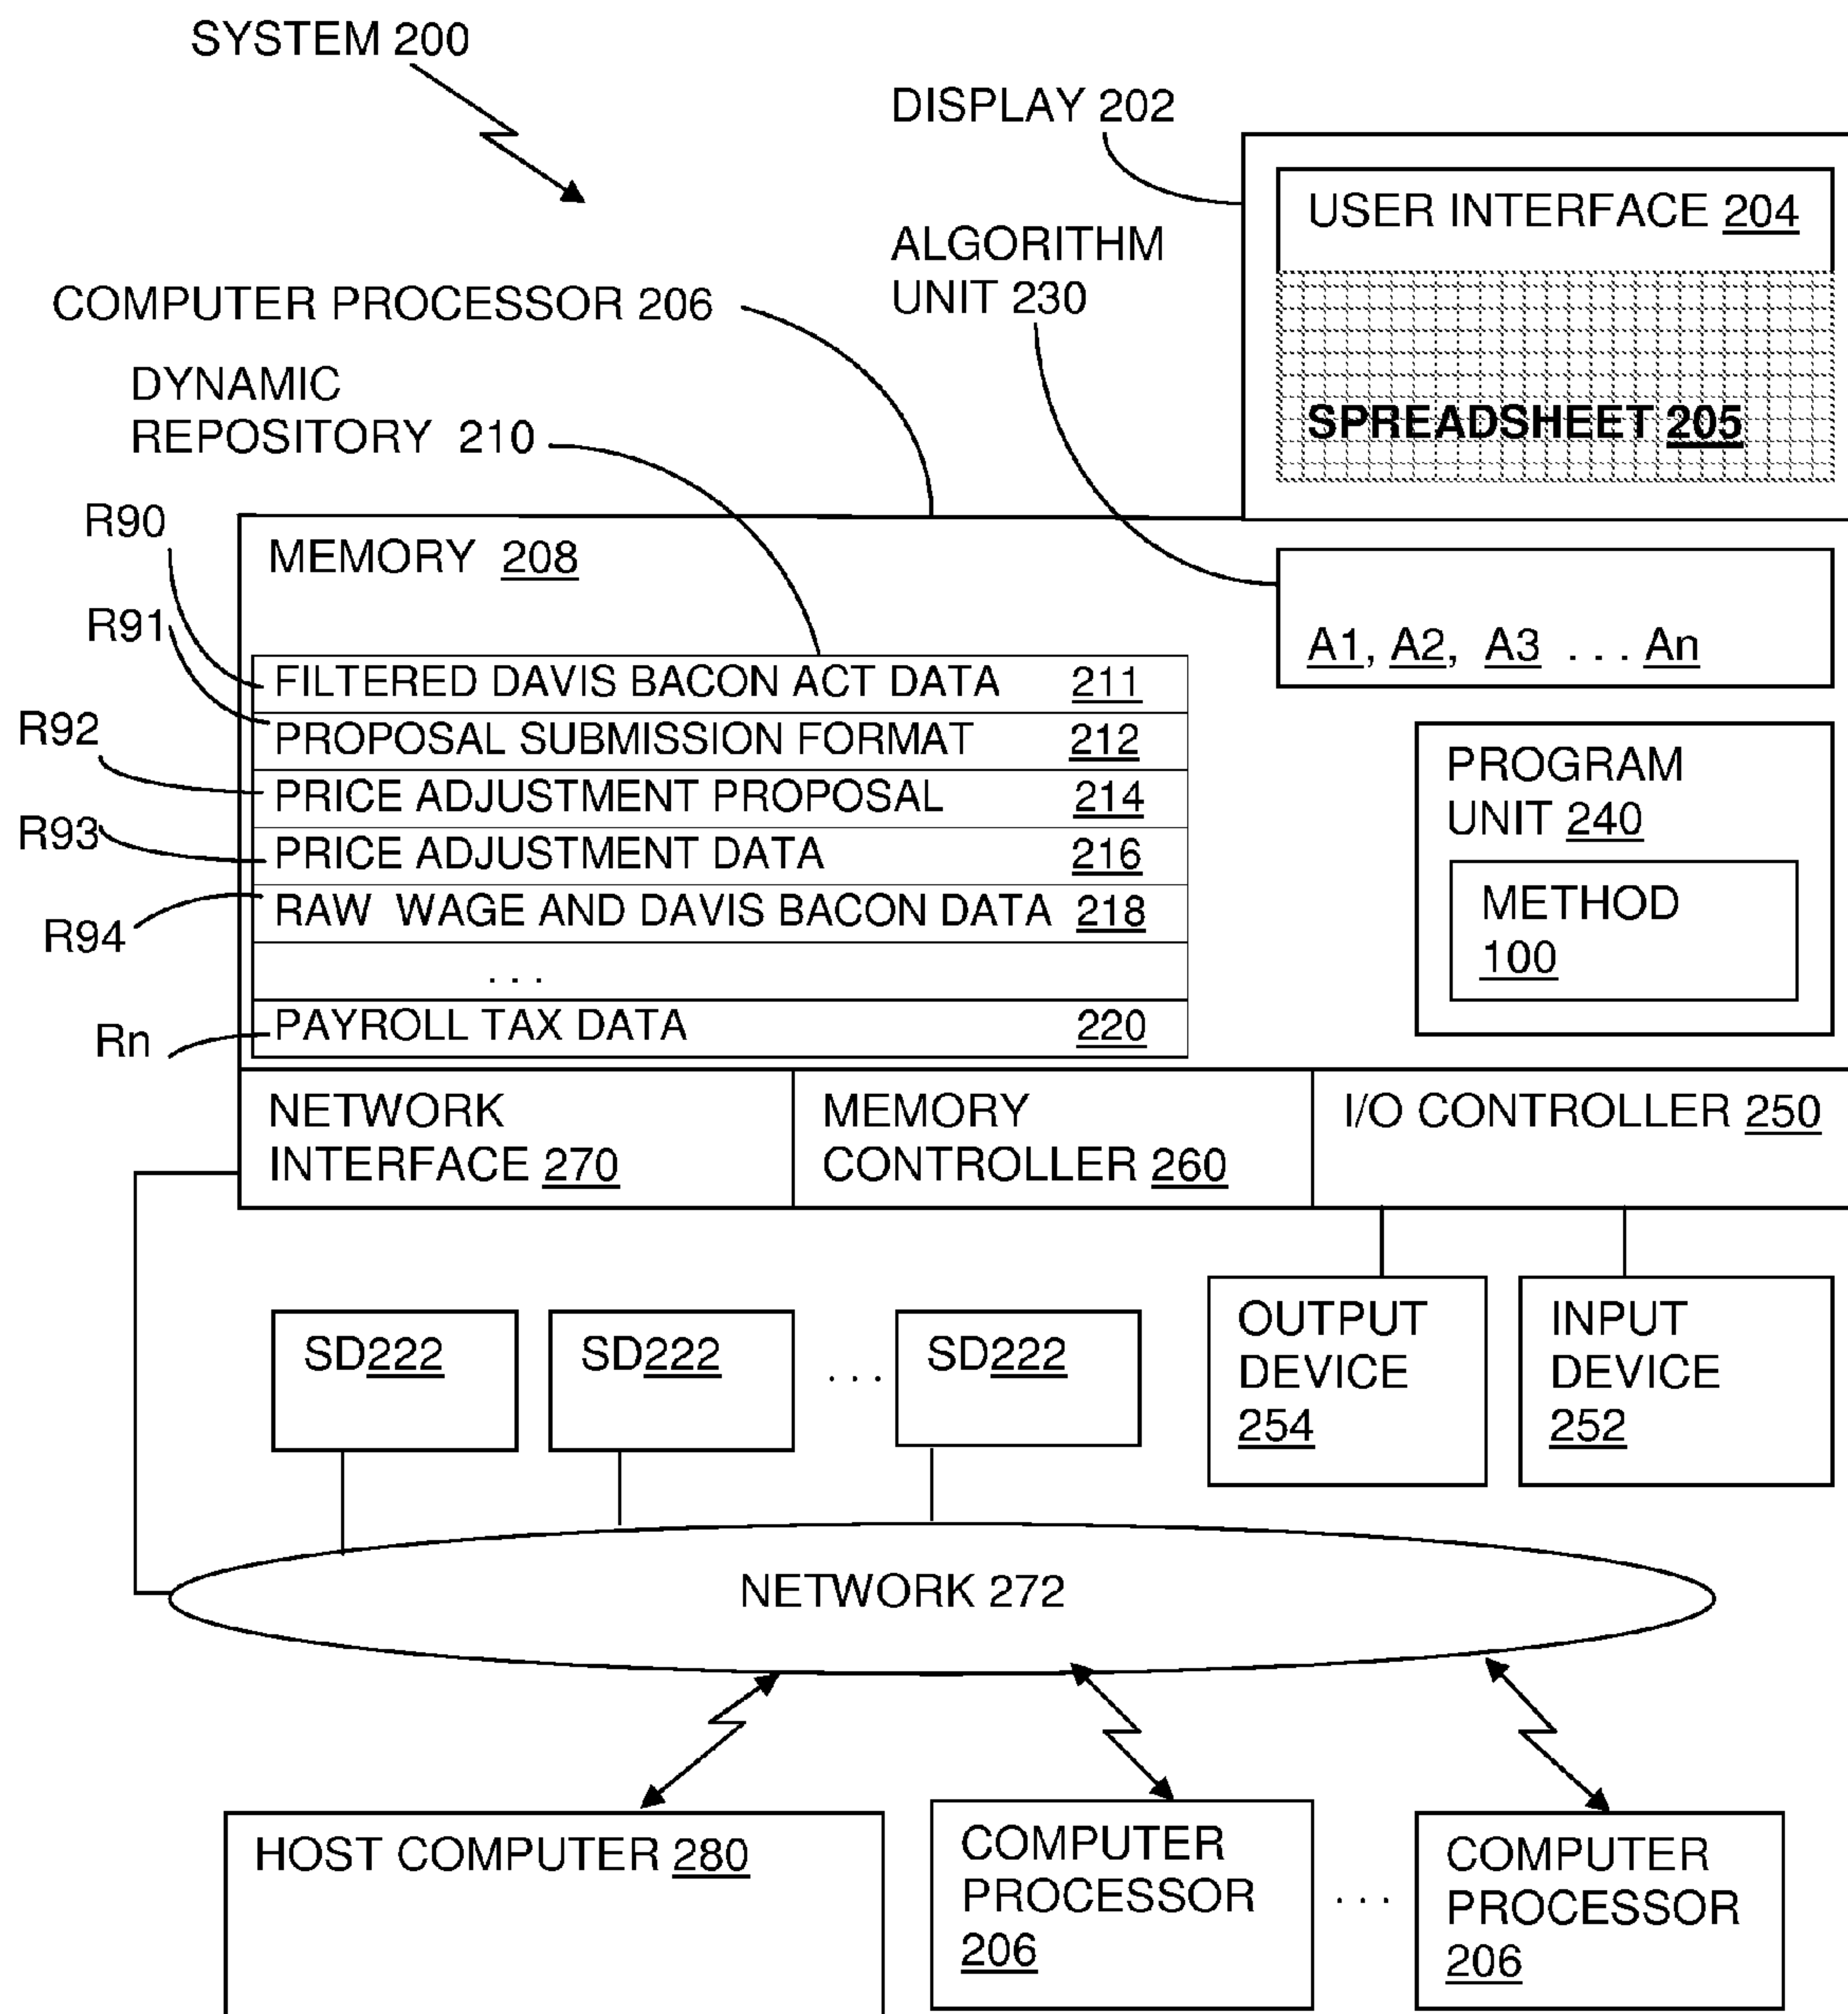 SYSTEM 200
DISPLAY 202
USER INTERFACE 204
SPREADSHEET 205
ALGORITHM
UNIT 230
COMPUTER PROCESSOR 206
DYNAMIC
REPOSITORY 210
R90
R91
R92
R93
R94
Rn
MEMORY 208
FILTERED DAVIS BACON ACT DATA 211
PROPOSAL SUBMISSION FORMAT 212
PRICE ADJUSTMENT PROPOSAL 214
PRICE ADJUSTMENT DATA 216
RAW WAGE AND DAVIS BACON DATA 218
. . .
PAYROLL TAX DATA 220
A1, A2, A3 . . . An
PROGRAM
UNIT 240
METHOD
100
NETWORK
INTERFACE 270
MEMORY
CONTROLLER 260
I/O CONTROLLER 250
SD222
SD222
. . .
SD222
OUTPUT
DEVICE
254
INPUT
DEVICE
252
NETWORK 272
HOST COMPUTER 280
COMPUTER
PROCESSOR
206
. . .
COMPUTER
PROCESSOR
206